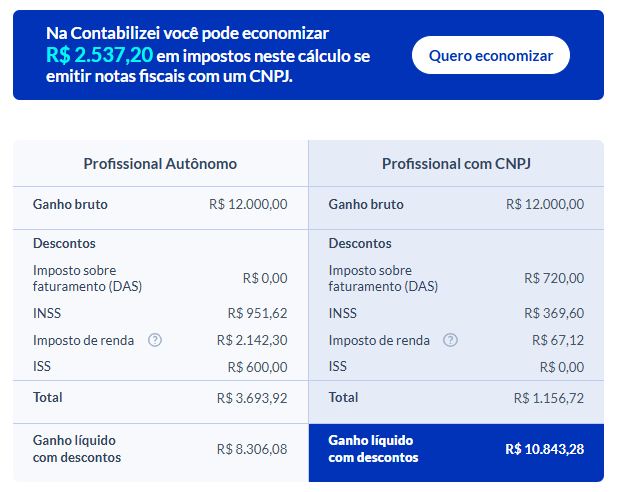 Na Contabilizei você pode economizar
R$ 2.537,20 em impostos neste cálculo se
emitir notas fiscais com um CNPJ.
Quero economizar
Profissional Autônomo
Ganho bruto R$ 12.000,00
Descontos
Imposto sobre
faturamento (DAS) R$ 0,00
INSS R$ 951,62
Imposto de renda ? R$ 2.142,30
ISS R$ 600,00
Total R$ 3.693,92
Ganho líquido
com descontos R$ 8.306,08
Profissional com CNPJ
Ganho bruto R$ 12.000,00
Descontos
Imposto sobre
faturamento (DAS) R$ 720,00
INSS R$ 369,60
Imposto de renda ? R$ 67,12
ISS R$ 0,00
Total R$ 1.156,72
Ganho líquido
com descontos R$ 10.843,28